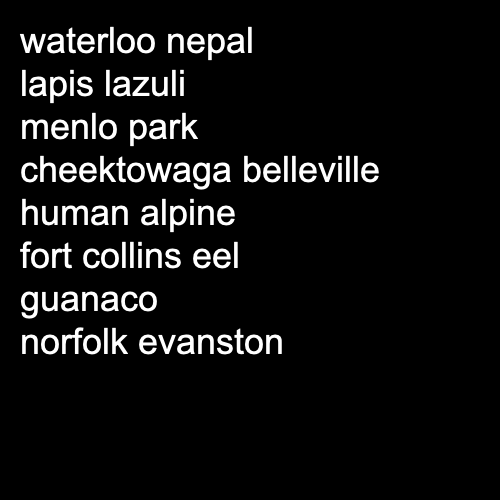 waterloo nepal
lapis lazuli
menlo park
cheektowaga belleville
human alpine
fort collins eel
guanaco
norfolk evanston